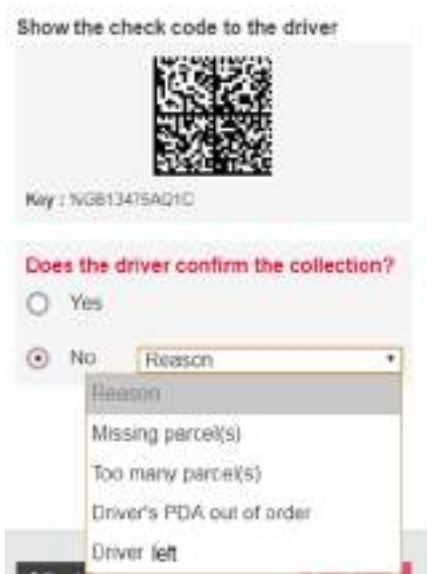 Show the check code to the driver
Key : %GB13475AQ1C
Does the driver confirm the collection?
Yes
No Reason
Reason
Missing parcel(s)
Too many parcel(s)
Driver's PDA out of order
Driver left